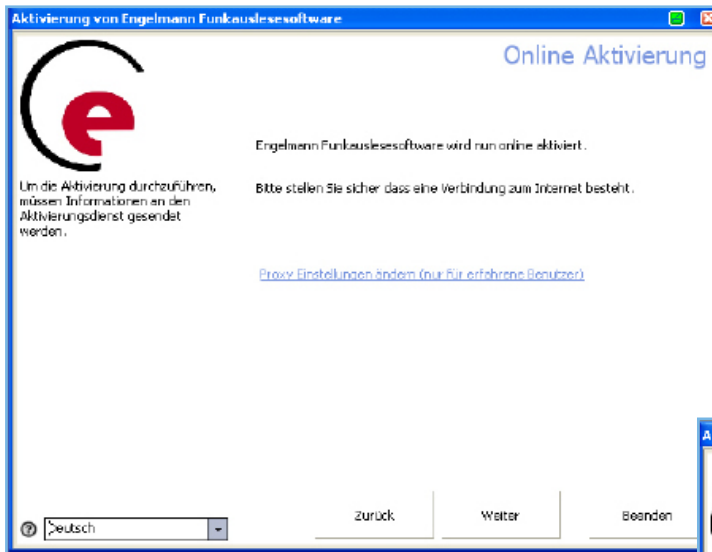 Aktivierung von Engelmann Funkauslesesoftware
Online Aktivierung
e
Um die Aktivierung durchzuführen,
müssen Informationen an den
Aktivierungsdienst gesendet
werden.
Engelmann Funkauslesesoftware wird nun online aktiviert.
Bitte stellen Sie sicher dass eine Verbindung zum Internet besteht.
Proxy Einstellungen ändern (nur für erfahrene Benutzer)
? Deutsch
Zurück
Weiter
Beenden
A